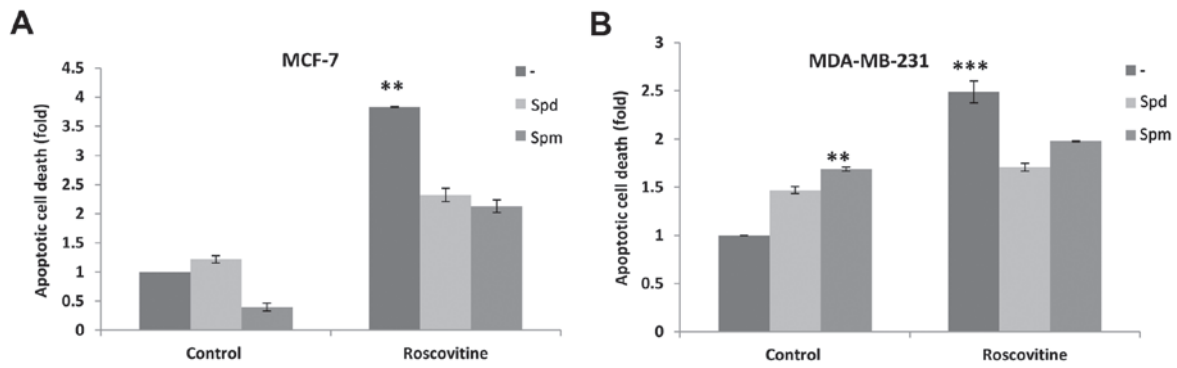 A
MCF-7
Apoptotic cell death (fold)
4.5
4
3.5
3
2.5
2
1.5
1
0.5
0
**
-
Spd
Spm
Control
Roscovitine
B
MDA-MB-231
Apoptotic cell death (fold)
3
2.5
2
1.5
1
0.5
0
**
***
-
Spd
Spm
Control
Roscovitine